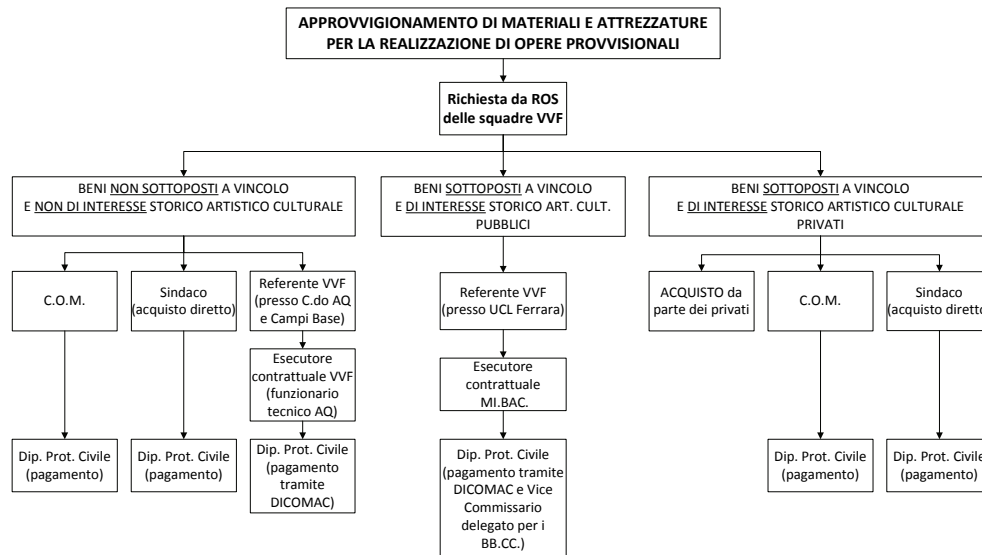 APPROVVIGIONAMENTO DI MATERIALI E ATTREZZATURE
PER LA REALIZZAZIONE DI OPERE PROVVISIONALI
Richiesta da ROS
delle squadre VVF
BENI NON SOTTOPOSTI A VINCOLO
E NON DI INTERESSE STORICO ARTISTICO CULTURALE
BENI SOTTOPOSTI A VINCOLO
E DI INTERESSE STORICO ART. CULT.
PUBBLICI
BENI SOTTOPOSTI A VINCOLO
E DI INTERESSE STORICO ARTISTICO CULTURALE
PRIVATI
C.O.M.
Sindaco
(acquisto diretto)
Referente VVF
(presso C.do AQ
e Campi Base)
Referente VVF
(presso UCL Ferrara)
ACQUISTO da
parte dei privati
C.O.M.
Sindaco
(acquisto diretto)
Esecutore
contrattuale VVF
(funzionario
tecnico AQ)
Esecutore
contrattuale
MI.BAC.
Dip. Prot. Civile
(pagamento)
Dip. Prot. Civile
(pagamento)
Dip. Prot. Civile
(pagamento
tramite
DICOMAC)
Dip. Prot. Civile
(pagamento tramite
DICOMAC e Vice
Commissario
delegato per i
BB.CC.)
Dip. Prot. Civile
(pagamento)
Dip. Prot. Civile
(pagamento)